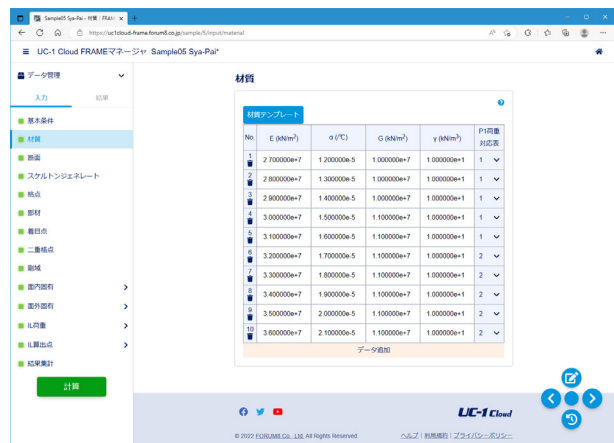 Sample05 Sya-Pai - 材質 | FRAM
https://uc1cloud-frame.forum8.co.jp/sample/5/input/material
UC-1 Cloud FRAMEマネージャ Sample05 Sya-Pai*
データ管理
入力 結果
基本条件
材質
断面
スケルトンジェネレート
格点
部材
着目点
二重格点
剛域
面内固有
面外固有
IL荷重
IL算出点
結果集計
計算
材質
材質テンプレート
No. E (kN/m²) α (/℃) G (kN/m²) γ (kN/m³) P1荷重対応表
1 2.700000e+7 1.200000e-5 1.000000e+7 1.000000e+1 1
2 2.800000e+7 1.300000e-5 1.000000e+7 1.000000e+1 1
3 2.900000e+7 1.400000e-5 1.000000e+7 1.000000e+1 1
4 3.000000e+7 1.500000e-5 1.100000e+7 1.000000e+1 1
5 3.100000e+7 1.600000e-5 1.100000e+7 1.000000e+1 1
6 3.200000e+7 1.700000e-5 1.100000e+7 1.000000e+1 2
7 3.300000e+7 1.800000e-5 1.100000e+7 1.000000e+1 2
8 3.400000e+7 1.900000e-5 1.100000e+7 1.000000e+1 2
9 3.500000e+7 2.000000e-5 1.100000e+7 1.000000e+1 2
10 3.600000e+7 2.100000e-5 1.100000e+7 1.000000e+1 2
データ追加
UC-1 Cloud
© 2022 FORUM8 Co., Ltd. All Rights Reserved. ヘルプ | 利用規約 | プライバシーポリシー